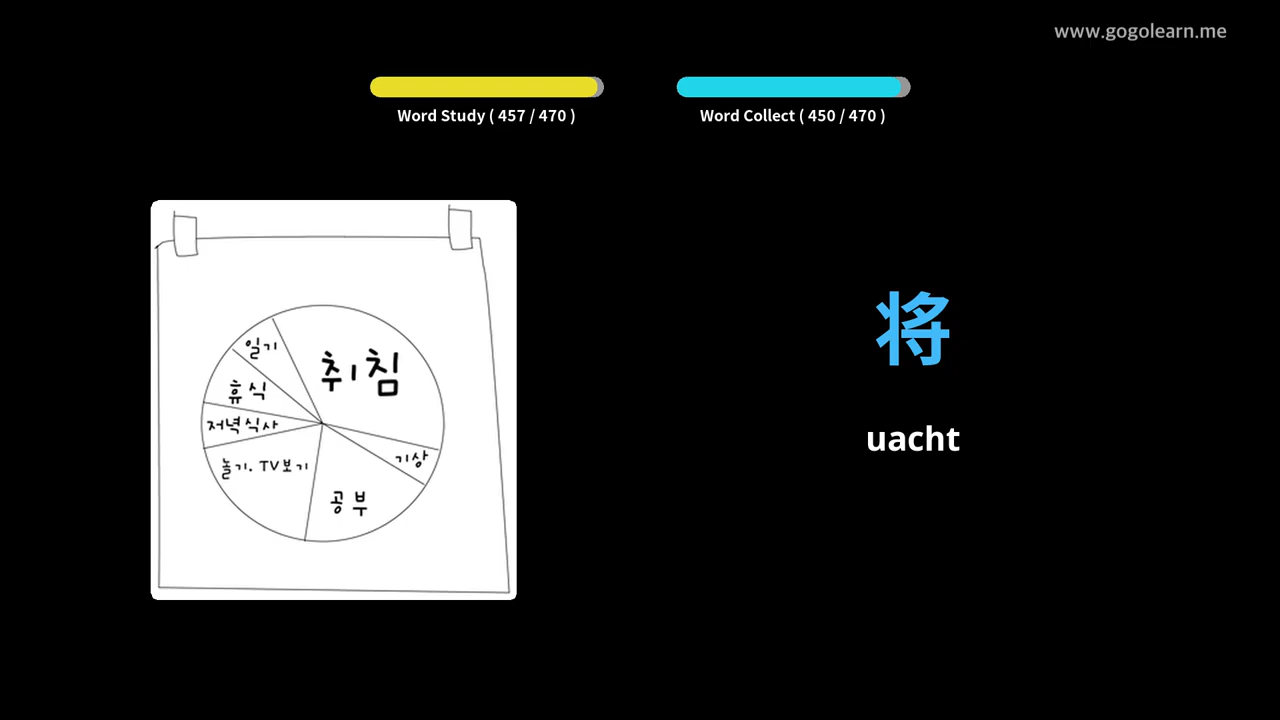 www.gogolearn.me
Word Study ( 457 / 470 )
Word Collect ( 450 / 470 )
일기
취침
휴식
저녁식사
놀기. TV보기
기상
공부
将
uacht